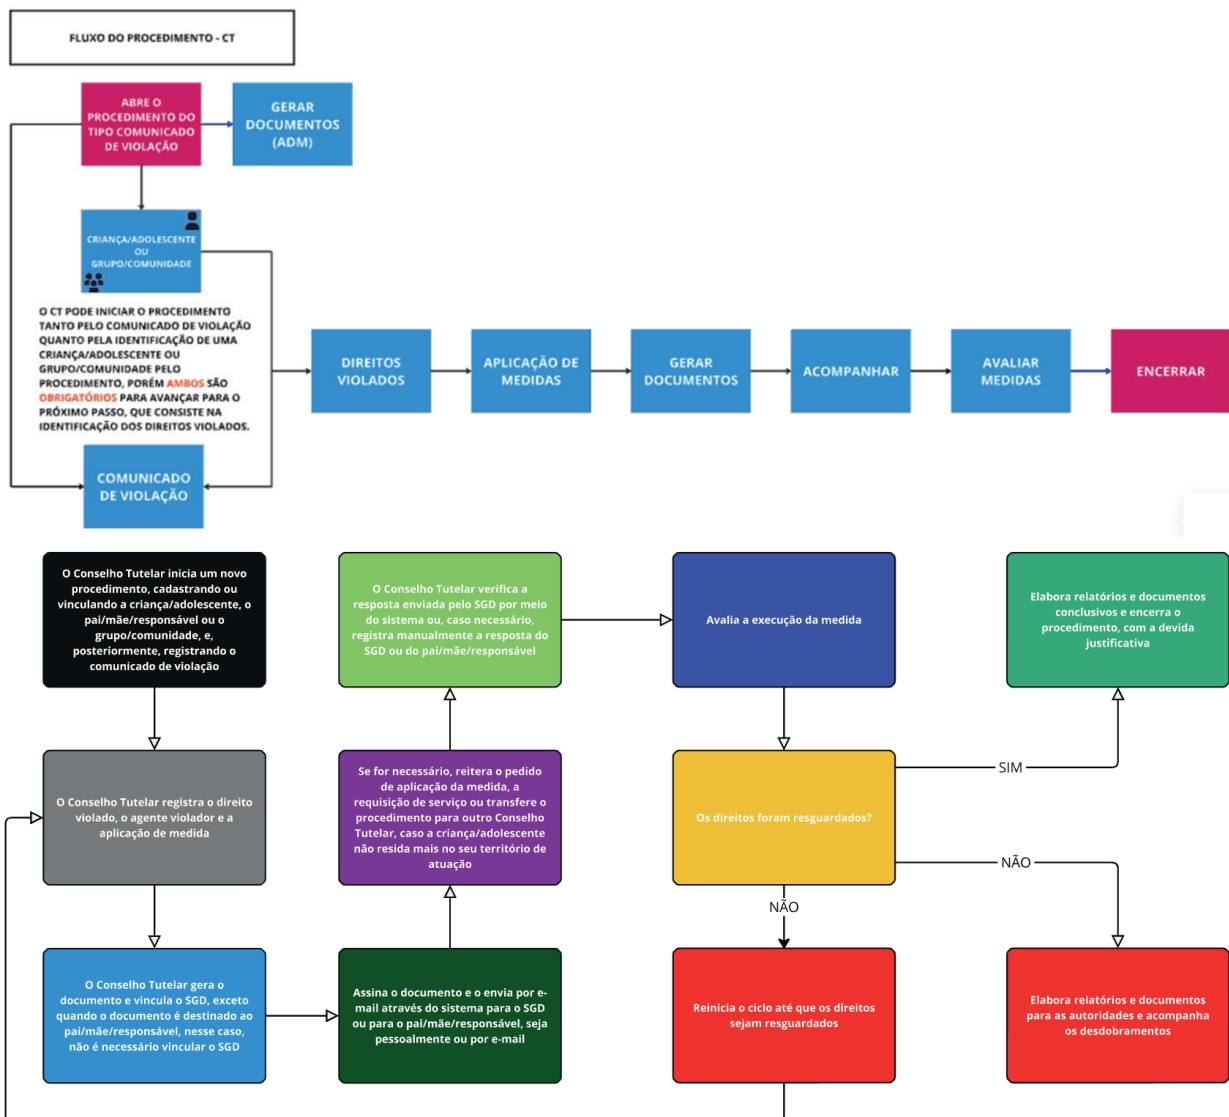 FLUXO DO PROCEDIMENTO - CT
ABRE O
PROCEDIMENTO DO
TIPO COMUNICADO
DE VIOLAÇÃO
GERAR
DOCUMENTOS
(ADM)
CRIANÇA/ADOLESCENTE
OU
GRUPO/COMUNIDADE
O CT PODE INICIAR O PROCEDIMENTO
TANTO PELO COMUNICADO DE VIOLAÇÃO
QUANTO PELA IDENTIFICAÇÃO DE UMA
CRIANÇA/ADOLESCENTE OU
GRUPO/COMUNIDADE PELO
PROCEDIMENTO, PORÉM AMBOS SÃO
OBRIGATÓRIOS PARA AVANÇAR PARA O
PRÓXIMO PASSO, QUE CONSISTE NA
IDENTIFICAÇÃO DOS DIREITOS VIOLADOS.
COMUNICADO
DE VIOLAÇÃO
DIREITOS
VIOLADOS
APLICAÇÃO DE
MEDIDAS
GERAR
DOCUMENTOS
ACOMPANHAR
AVALIAR
MEDIDAS
ENCERRAR
O Conselho Tutelar inicia um novo
procedimento, cadastrando ou
vinculando a criança/adolescente, o
pai/mãe/responsável ou o
grupo/comunidade, e,
posteriormente, registrando o
comunicado de violação
O Conselho Tutelar registra o direito
violado, o agente violador e a
aplicação de medida
O Conselho Tutelar gera o
documento e vincula o SGD, exceto
quando o documento é destinado ao
pai/mãe/responsável, nesse caso,
não é necessário vincular o SGD
Assina o documento e o envia por e-
mail através do sistema para o SGD
ou para o pai/mãe/responsável, seja
pessoalmente ou por e-mail
Se for necessário, reitera o pedido
de aplicação da medida, a
requisição de serviço ou transfere o
procedimento para outro Conselho
Tutelar, caso a criança/adolescente
não resida mais no seu território de
atuação
O Conselho Tutelar verifica a
resposta enviada pelo SGD por meio
do sistema ou, caso necessário,
registra manualmente a resposta do
SGD ou do pai/mãe/responsável
Avalia a execução da medida
Os direitos foram resguardados?
SIM
Elabora relatórios e documentos
conclusivos e encerra o
procedimento, com a devida
justificativa
NÃO
NÃO
Reinicia o ciclo até que os direitos
sejam resguardados
Elabora relatórios e documentos
para as autoridades e acompanha
os desdobramentos